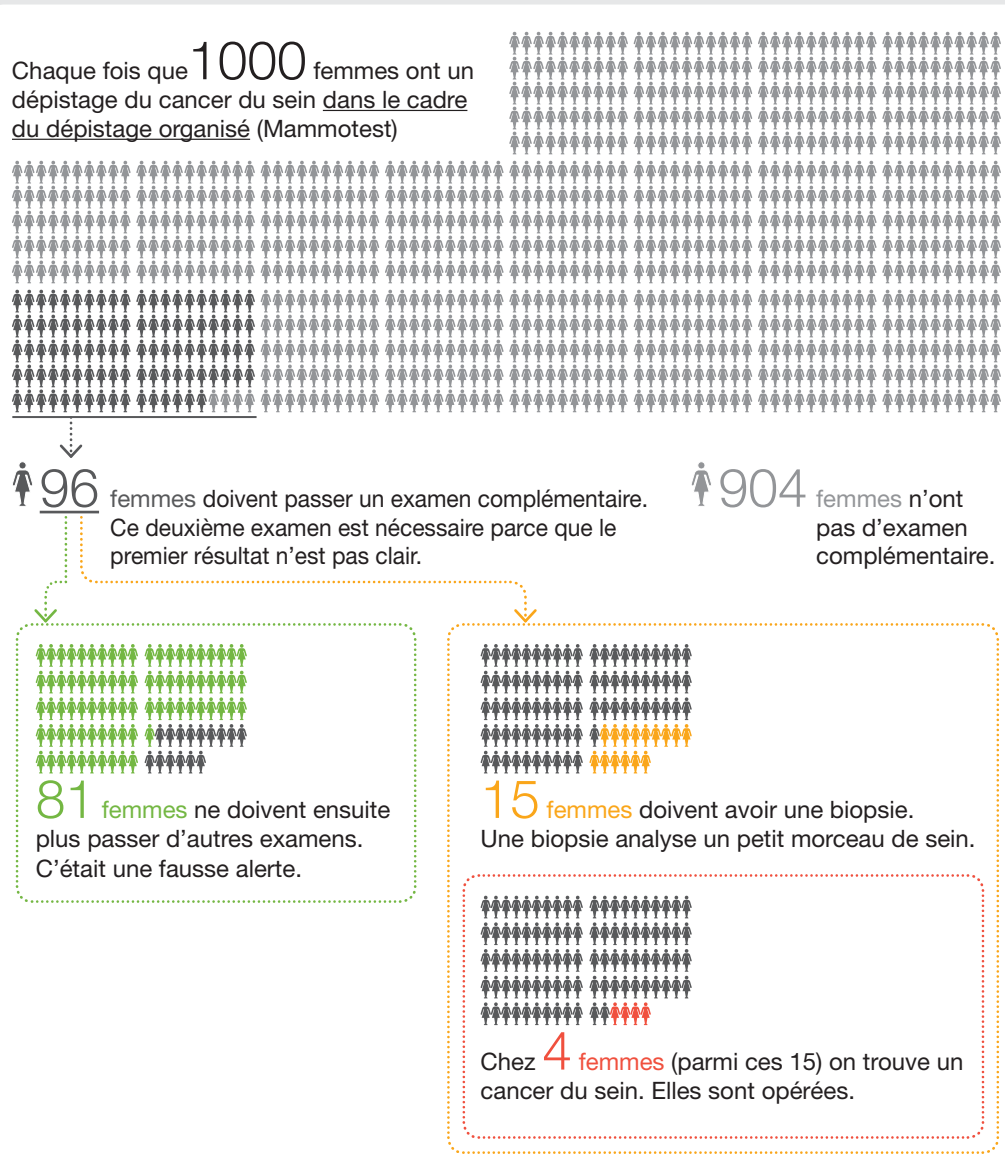 Chaque fois que 1000 femmes ont un
dépistage du cancer du sein dans le cadre
du dépistage organisé (Mammotest)
96 femmes doivent passer un examen complémentaire.
Ce deuxième examen est nécessaire parce que le
premier résultat n'est pas clair.
904 femmes n'ont
pas d'examen
complémentaire.
81 femmes ne doivent ensuite
plus passer d'autres examens.
C'était une fausse alerte.
15 femmes doivent avoir une biopsie.
Une biopsie analyse un petit morceau de sein.
Chez 4 femmes (parmi ces 15) on trouve un
cancer du sein. Elles sont opérées.